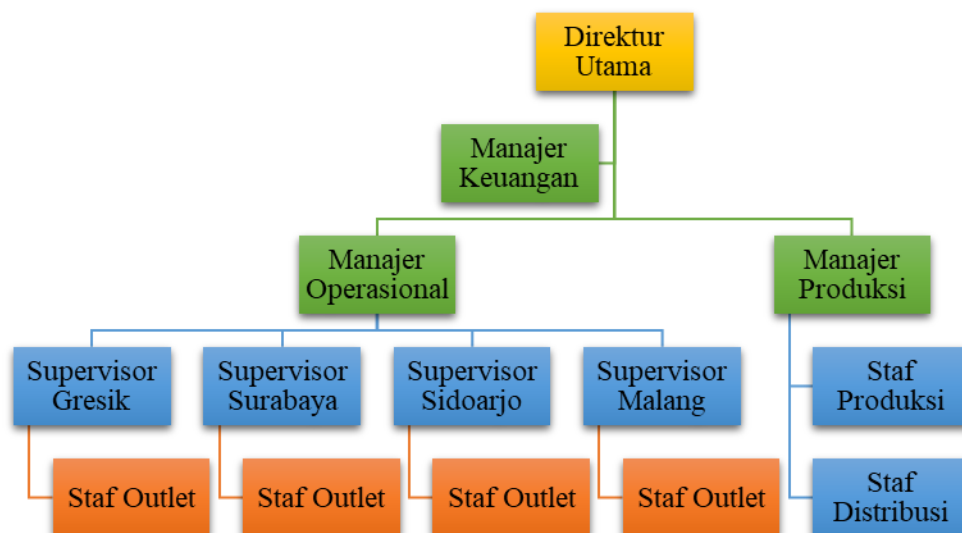 Direktur
Utama
Manajer
Keuangan
Manajer
Operasional
Manajer
Produksi
Supervisor
Gresik
Supervisor
Surabaya
Supervisor
Sidoarjo
Supervisor
Malang
Staf
Produksi
Staf Outlet
Staf Outlet
Staf Outlet
Staf Outlet
Staf
Distribusi